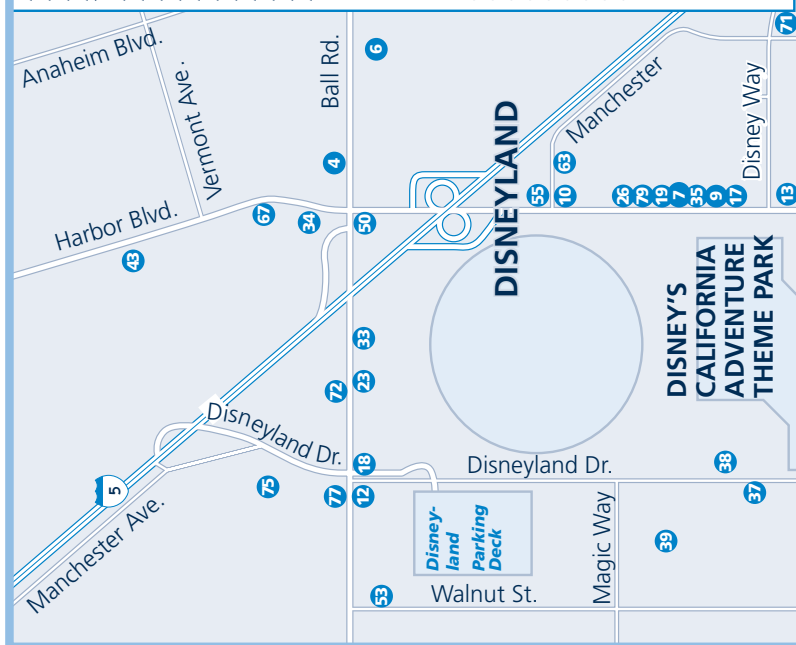 Anaheim Blvd.
Vermont Ave.
Ball Rd.
6
71
Manchester
Disney Way
4
DISNEYLAND
63
Harbor Blvd.
67
34
50
55
10
26
79
19
7
35
9
17
13
43
DISNEY'S
CALIFORNIA
ADVENTURE
THEME PARK
33
72
23
Disneyland Dr.
5
18
Disneyland Dr.
38
75
77
12
37
Manchester Ave.
Disney-
land
Parking
Deck
Magic Way
39
53
Walnut St.